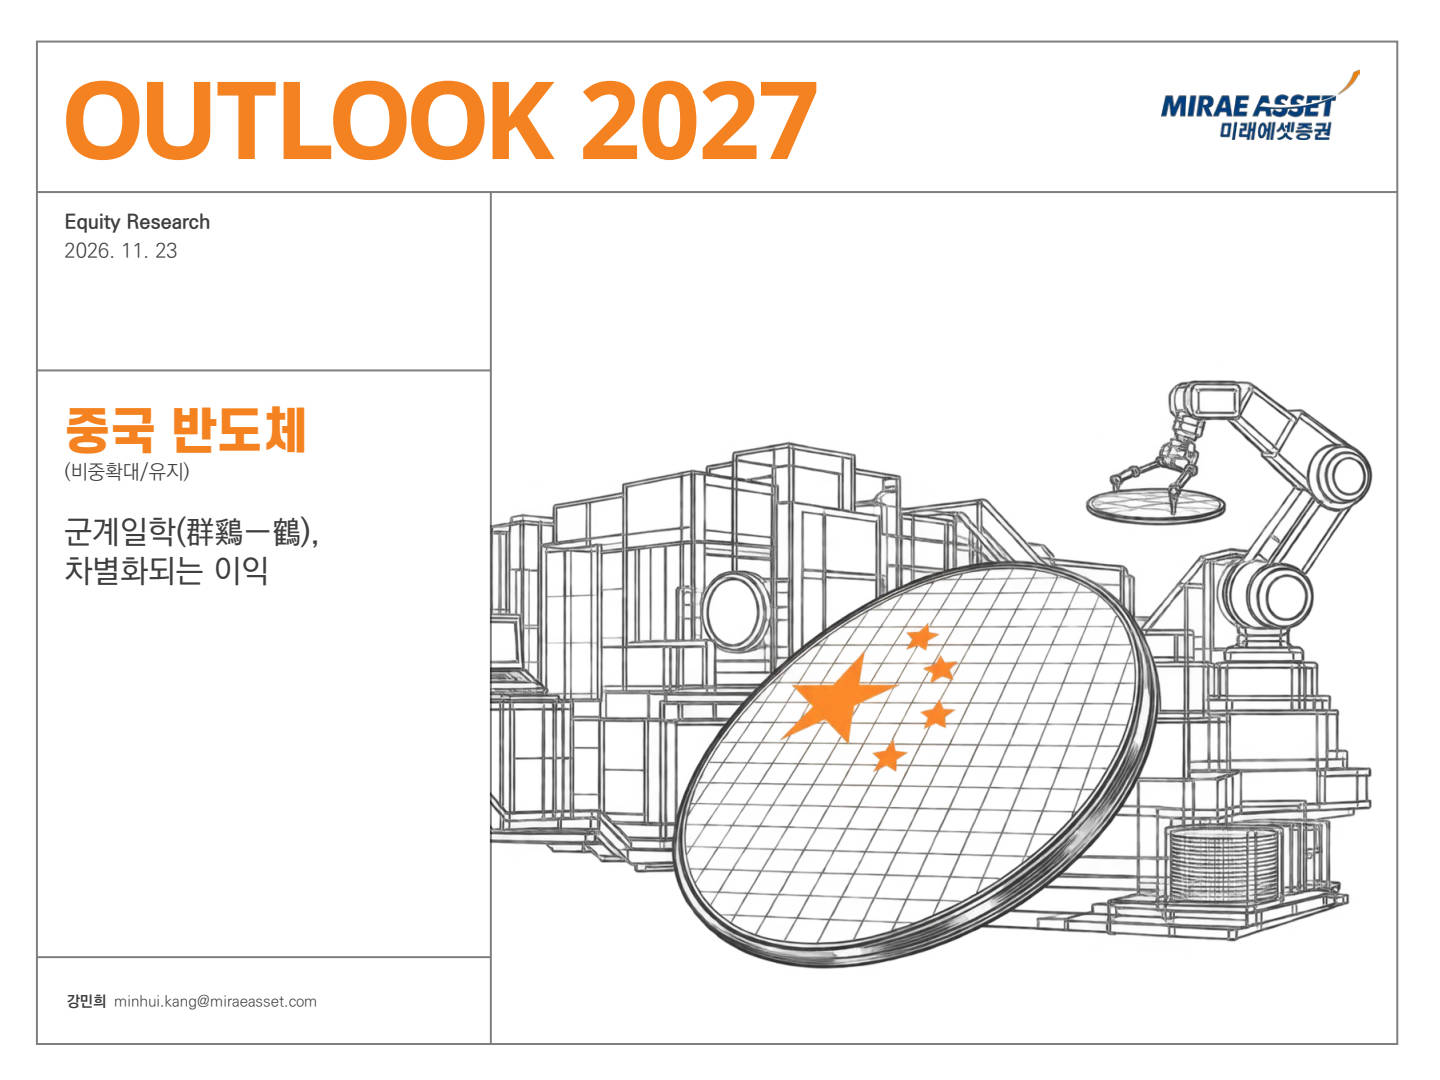 OUTLOOK 2027
MIRAE ASSET
미래에셋증권
Equity Research
2026. 11. 23
중국 반도체
(비중확대/유지)
군계일학(群鷄一鶴),
차별화되는 이익
강민희 minhui.kang@miraeasset.com